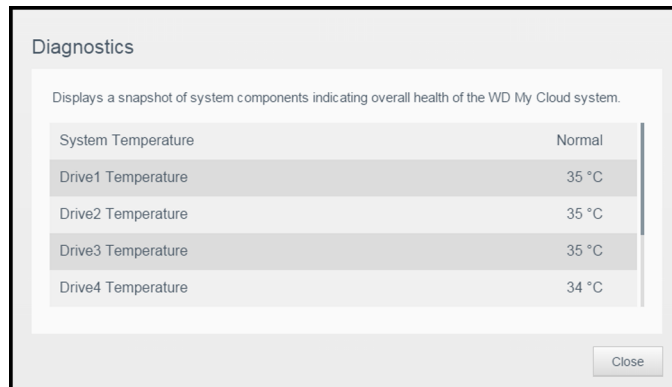 Diagnostics
Displays a snapshot of system components indicating overall health of the WD My Cloud system.
System Temperature Normal
Drive1 Temperature 35 °C
Drive2 Temperature 35 °C
Drive3 Temperature 35 °C
Drive4 Temperature 34 °C
Close